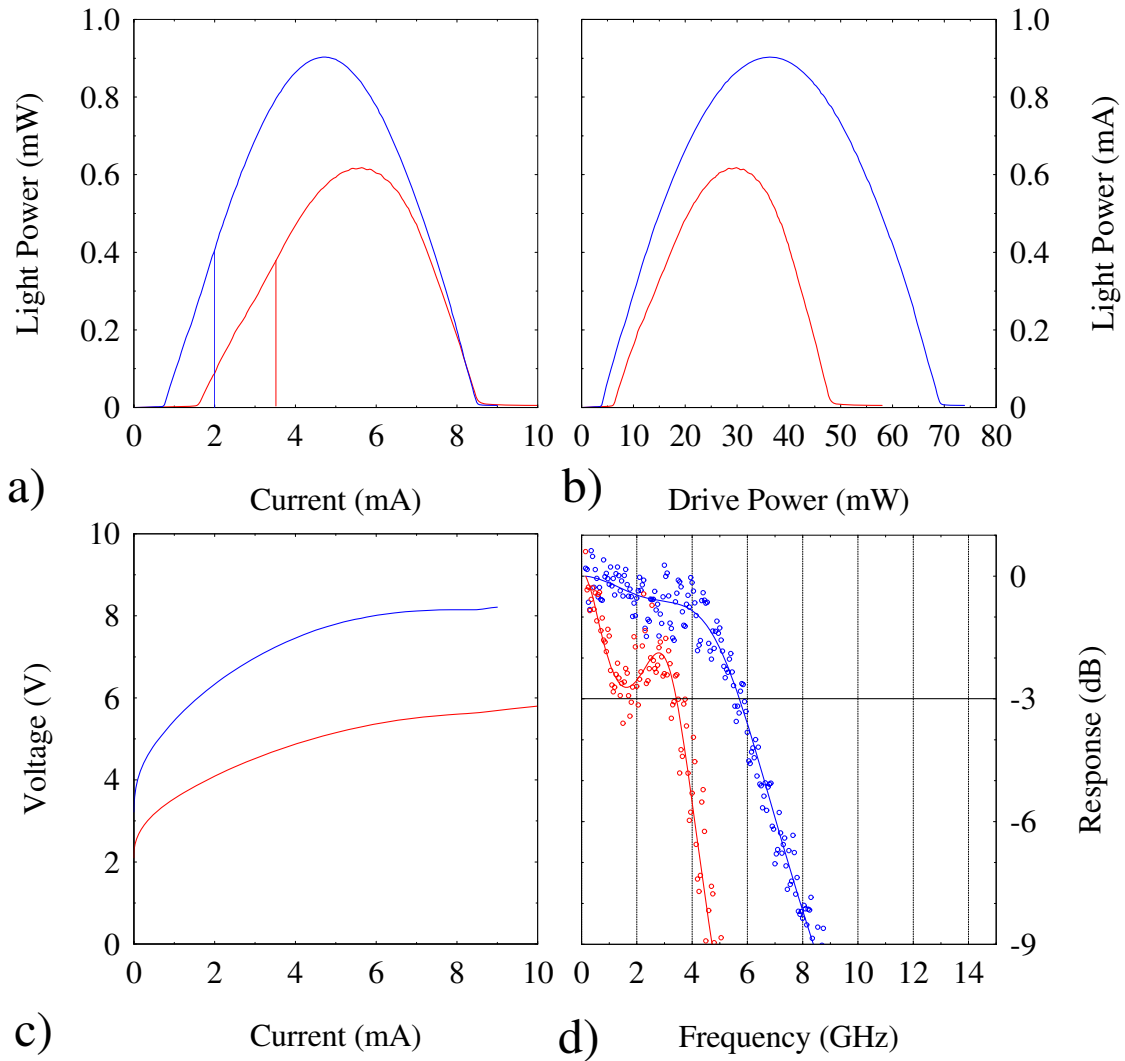 1.0
0.8
0.6
0.4
0.2
0
Light Power (mW)
0 2 4 6 8 10
a)
Current (mA)
1.0
0.8
0.6
0.4
0.2
0
Light Power (mA)
0 10 20 30 40 50 60 70 80
b)
Drive Power (mW)
10
8
6
4
2
0
Voltage (V)
0 2 4 6 8 10
c)
Current (mA)
0
-3
-6
-9
Response (dB)
0 2 4 6 8 10 12 14
d)
Frequency (GHz)